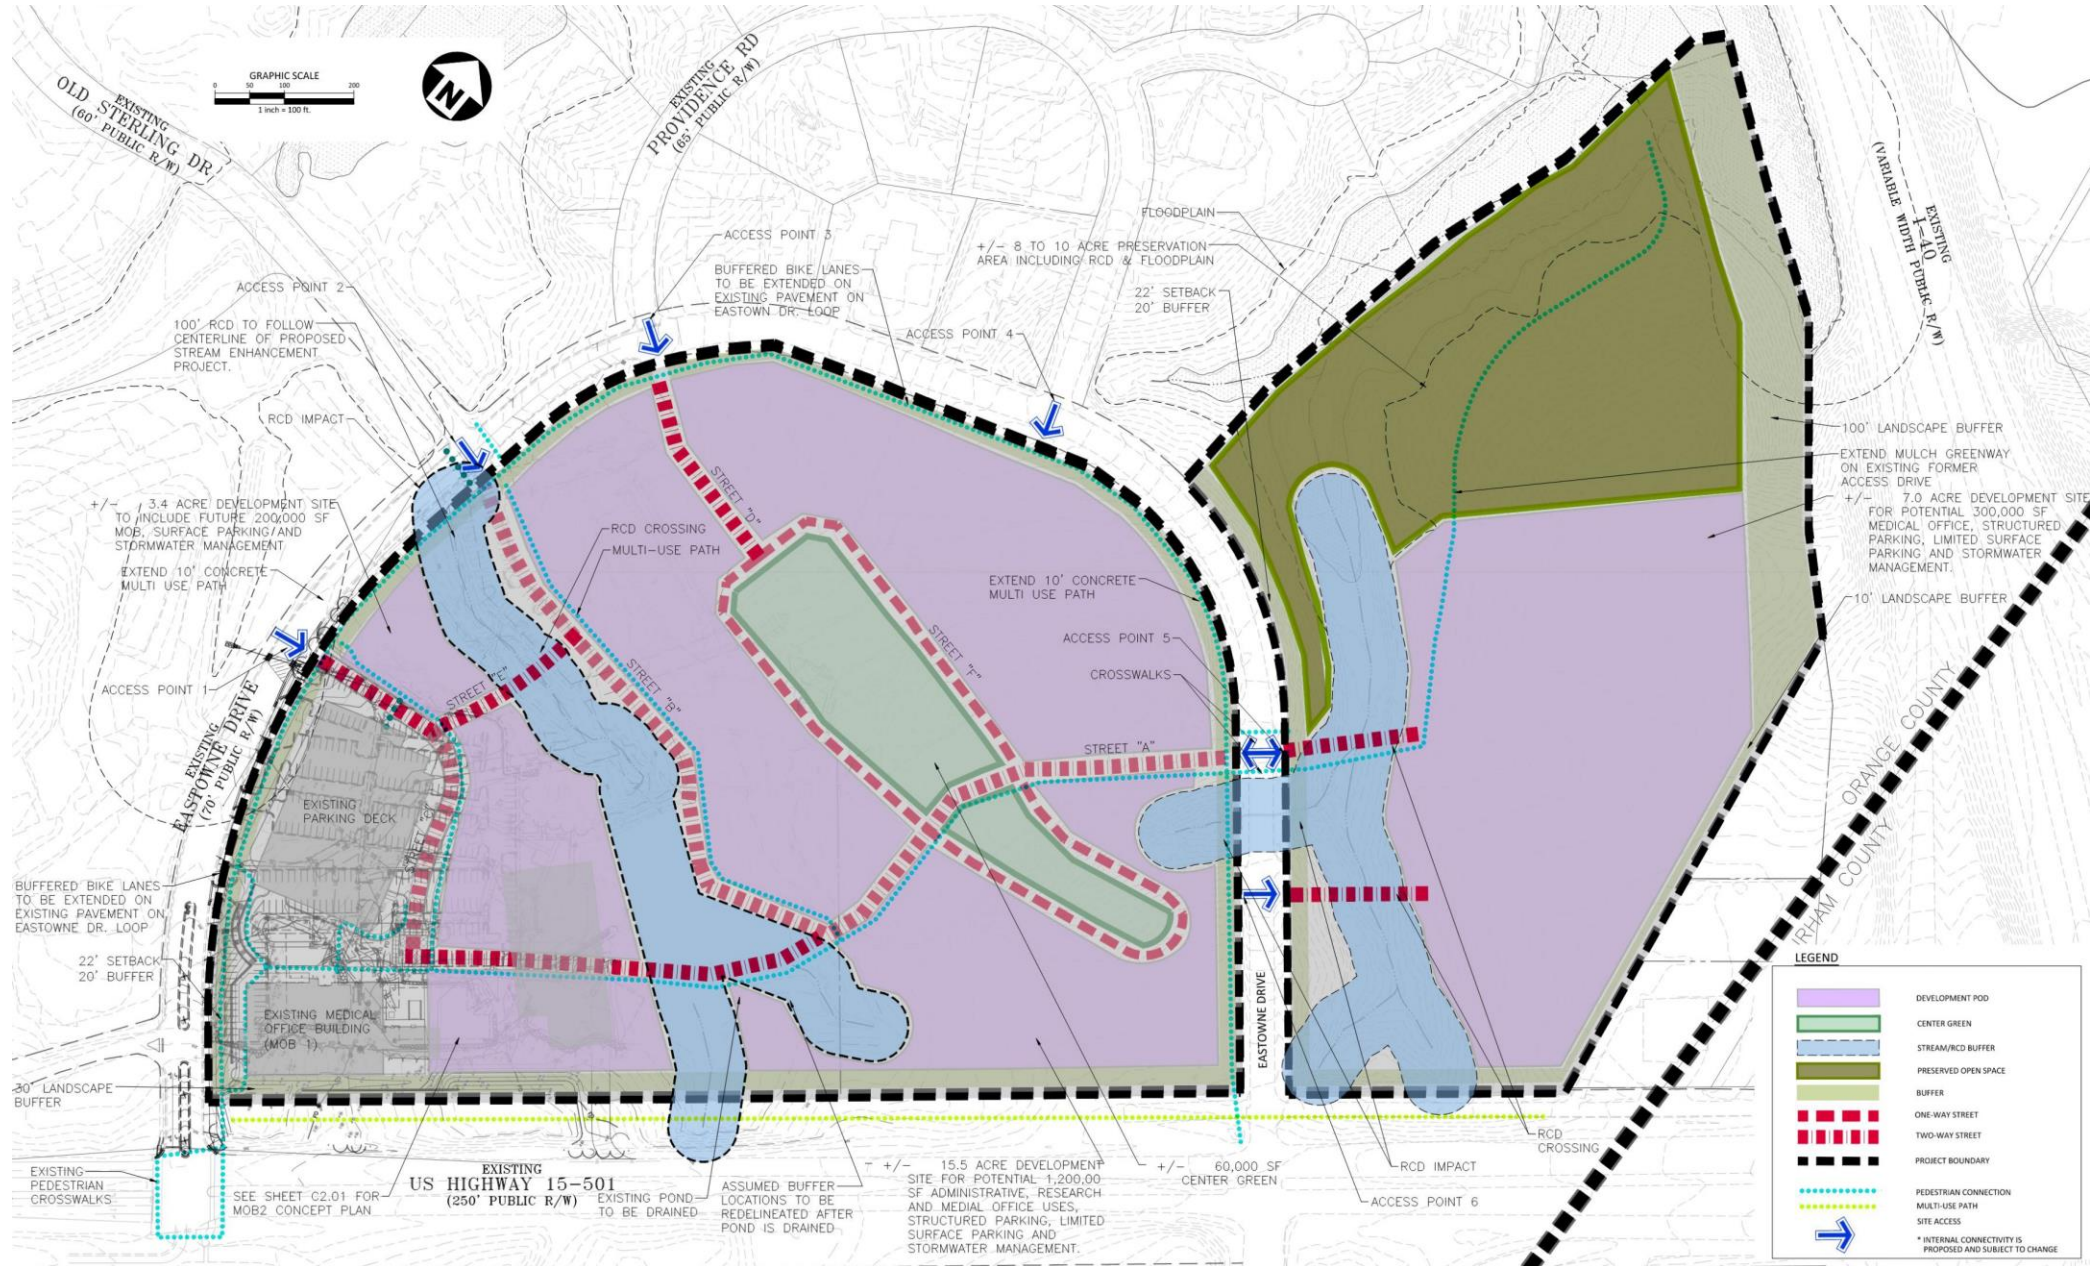 GRAPHIC SCALE
0 50 100 200
1 inch = 100 ft.
N
EXISTING
OLD STERLING DR
(60' PUBLIC R/W)
EXISTING
PROVIDENCE RD
(65' PUBLIC R/W)
EXISTING
I-40
(VARIABLE WIDTH PUBLIC R/W)
ACCESS POINT 3
BUFFERED BIKE LANES
TO BE EXTENDED ON
EXISTING PAVEMENT ON
EASTOWN DR. LOOP
FLOODPLAIN
+/- 8 TO 10 ACRE PRESERVATION
AREA INCLUDING RCD & FLOODPLAIN
22' SETBACK
20' BUFFER
ACCESS POINT 4
ACCESS POINT 2
100' RCD TO FOLLOW
CENTERLINE OF PROPOSED
STREAM ENHANCEMENT
PROJECT.
RCD IMPACT
+/- 3.4 ACRE DEVELOPMENT SITE
TO INCLUDE FUTURE 200,000 SF
MOB, SURFACE PARKING AND
STORMWATER MANAGEMENT
EXTEND 10' CONCRETE
MULTI USE PATH
ACCESS POINT 1
EXISTING
EASTOWNE DRIVE
(70' PUBLIC R/W)
STREET "D"
RCD CROSSING
MULTI-USE PATH
STREET "E"
STREET "B"
STREET "F"
STREET "A"
EXTEND 10' CONCRETE
MULTI USE PATH
ACCESS POINT 5
CROSSWALKS
100' LANDSCAPE BUFFER
EXTEND MULCH GREENWAY
ON EXISTING FORMER
ACCESS DRIVE
+/- 7.0 ACRE DEVELOPMENT SITE
FOR POTENTIAL 300,000 SF
MEDICAL OFFICE, STRUCTURED
PARKING, LIMITED SURFACE
PARKING AND STORMWATER
MANAGEMENT.
10' LANDSCAPE BUFFER
ORANGE COUNTY
COUNTY
EXISTING
PARKING DECK
BUFFERED BIKE LANES
TO BE EXTENDED ON
EXISTING PAVEMENT ON
EASTOWNE DR. LOOP
22' SETBACK
20' BUFFER
EXISTING MEDICAL
OFFICE BUILDING
(MOB 1)
30' LANDSCAPE
BUFFER
EASTOWNE DRIVE
EXISTING
PEDESTRIAN
CROSSWALKS
SEE SHEET C2.01 FOR
MOB2 CONCEPT PLAN
EXISTING
US HIGHWAY 15-501
(250' PUBLIC R/W)
EXISTING POND
TO BE DRAINED
ASSUMED BUFFER
LOCATIONS TO BE
REDELINEATED AFTER
POND IS DRAINED
+/- 15.5 ACRE DEVELOPMENT
SITE FOR POTENTIAL 1,200,00
SF ADMINISTRATIVE, RESEARCH
AND MEDIAL OFFICE USES,
STRUCTURED PARKING, LIMITED
SURFACE PARKING AND
STORMWATER MANAGEMENT.
+/- 60,000 SF
CENTER GREEN
RCD
CROSSING
RCD IMPACT
ACCESS POINT 6
LEGEND
DEVELOPMENT POD
CENTER GREEN
STREAM/RCD BUFFER
PRESERVED OPEN SPACE
BUFFER
ONE-WAY STREET
TWO-WAY STREET
PROJECT BOUNDARY
PEDESTRIAN CONNECTION
MULTI-USE PATH
SITE ACCESS
* INTERNAL CONNECTIVITY IS
PROPOSED AND SUBJECT TO CHANGE